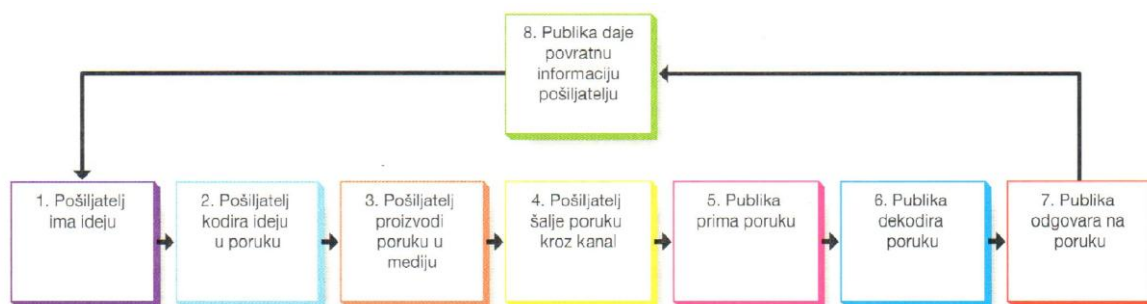 8. Publika daje
povratnu
informaciju
pošiljatelju
1. Pošiljatelj
ima ideju
2. Pošiljatelj
kodira ideju
u poruku
3. Pošiljatelj
proizvodi
poruku u
mediju
4. Pošiljatelj
šalje poruku
kroz kanal
5. Publika
prima poruku
6. Publika
dekodira
poruku
7. Publika
odgovara na
poruku